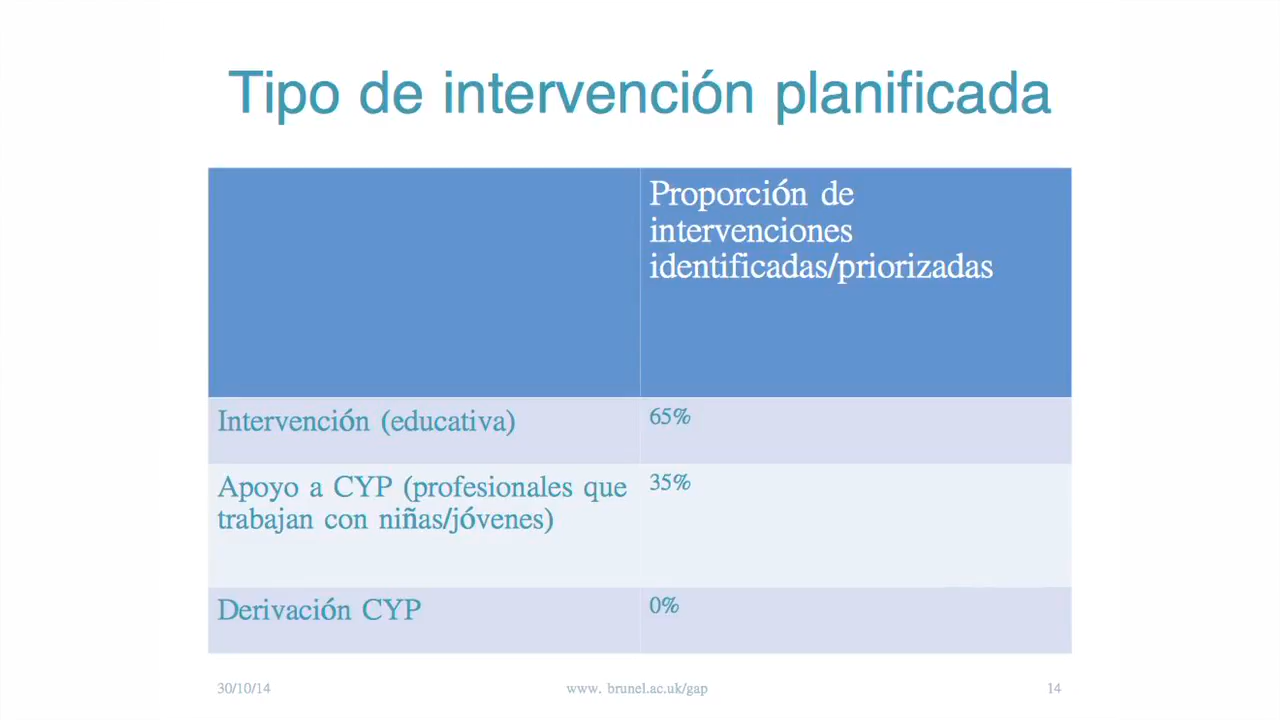 Tipo de intervención planificada
Proporción de
intervenciones
identificadas/priorizadas
Intervención (educativa)
65%
Apoyo a CYP (profesionales que
trabajan con niñas/jóvenes)
35%
Derivación CYP
0%
30/10/14
www. brunel.ac.uk/gap
14